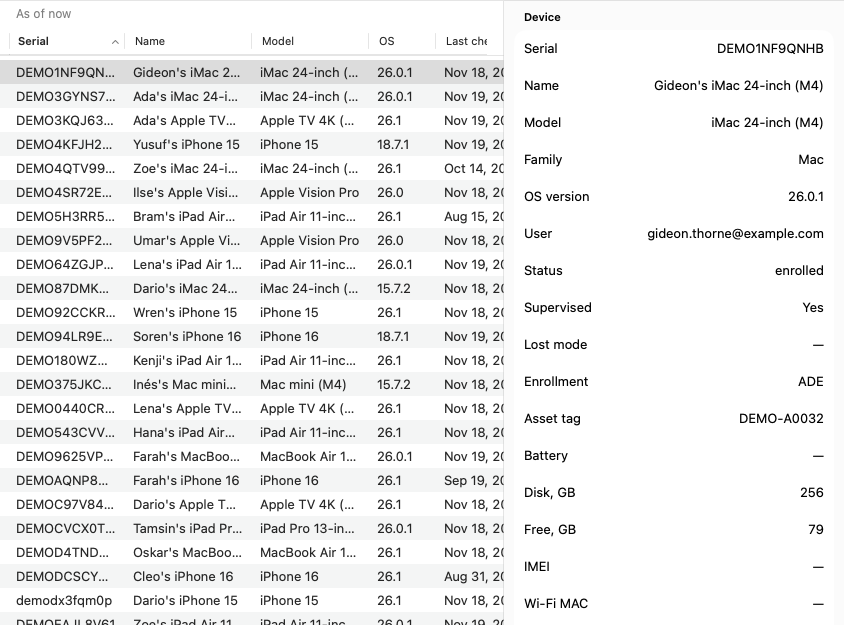 As of now
Serial Name Model OS Last che
DEMO1NF9QN... Gideon's iMac 2... iMac 24-inch (... 26.0.1 Nov 18, 20
DEMO3GYNS7... Ada's iMac 24-i... iMac 24-inch (... 26.0.1 Nov 19, 20
DEMO3KQJ63... Ada's Apple TV... Apple TV 4K (... 26.1 Nov 19, 20
DEMO4KFJH2... Yusuf's iPhone 15 iPhone 15 18.7.1 Nov 19, 20
DEMO4QTV99... Zoe's iMac 24-i... iMac 24-inch (... 26.1 Oct 14, 20
DEMO4SR72E... Ilse's Apple Visi... Apple Vision Pro 26.0 Nov 18, 20
DEMO5H3RR5... Bram's iPad Air... iPad Air 11-inc... 26.1 Aug 15, 20
DEMO9V5PF2... Umar's Apple Vi... Apple Vision Pro 26.0 Nov 18, 20
DEMO64ZGJP... Lena's iPad Air 1... iPad Air 11-inc... 26.0.1 Nov 19, 20
DEMO87DMK... Dario's iMac 24... iMac 24-inch (... 15.7.2 Nov 18, 20
DEMO92CCKR... Wren's iPhone 15 iPhone 15 26.1 Nov 18, 20
DEMO94LR9E... Soren's iPhone 16 iPhone 16 18.7.1 Nov 19, 20
DEMO180WZ... Kenji's iPad Air 1... iPad Air 11-inc... 26.1 Nov 18, 20
DEMO375JKC... Inés's Mac mini... Mac mini (M4) 15.7.2 Nov 18, 20
DEMO0440CR... Lena's Apple TV... Apple TV 4K (... 26.1 Nov 18, 20
DEMO543CVV... Hana's iPad Air... iPad Air 11-inc... 26.1 Nov 18, 20
DEMO9625VP... Farah's MacBoo... MacBook Air 1... 26.0.1 Nov 19, 20
DEMOAQNP8... Farah's iPhone 16 iPhone 16 26.1 Sep 19, 20
DEMOC97V84... Dario's Apple T... Apple TV 4K (... 26.1 Nov 18, 20
DEMOCVCX0T... Tamsin's iPad Pr... iPad Pro 13-in... 26.0.1 Nov 18, 20
DEMOD4TND... Oskar's MacBoo... MacBook Air 1... 26.1 Nov 18, 20
DEMODCSCY... Cleo's iPhone 16 iPhone 16 26.1 Aug 31, 20
demodx3fqm0p Dario's iPhone 15 iPhone 15 26.1 Nov 18, 20
Zoe's iPad Air 11 iPad Air 11-inc... 26.0.1 Nov 19, 20
Device
Serial DEMO1NF9QNHB
Name Gideon's iMac 24-inch (M4)
Model iMac 24-inch (M4)
Family Mac
OS version 26.0.1
User gideon.thorne@example.com
Status enrolled
Supervised Yes
Lost mode —
Enrollment ADE
Asset tag DEMO-A0032
Battery —
Disk, GB 256
Free, GB 79
IMEI —
Wi-Fi MAC —